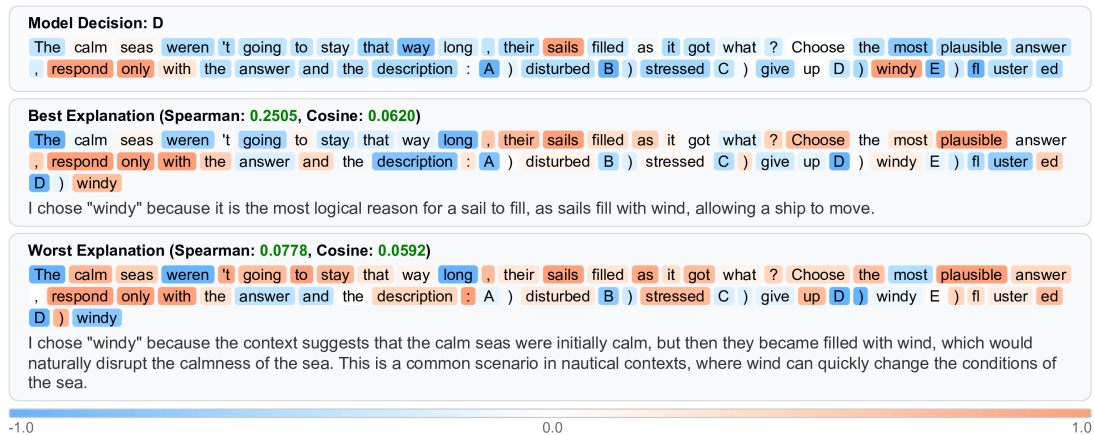 Model Decision: D
The calm seas weren 't going to stay that way long , their sails filled as it got what ? Choose the most plausible answer
, respond only with the answer and the description : A ) disturbed B ) stressed C ) give up D ) windy E ) fl uster ed
Best Explanation (Spearman: 0.2505, Cosine: 0.0620)
The calm seas weren 't going to stay that way long , their sails filled as it got what ? Choose the most plausible answer
, respond only with the answer and the description : A ) disturbed B ) stressed C ) give up D ) windy E ) fl uster ed
D ) windy
I chose "windy" because it is the most logical reason for a sail to fill, as sails fill with wind, allowing a ship to move.
Worst Explanation (Spearman: 0.0778, Cosine: 0.0592)
The calm seas weren 't going to stay that way long , their sails filled as it got what ? Choose the most plausible answer
, respond only with the answer and the description : A ) disturbed B ) stressed C ) give up D ) windy E ) fl uster ed
D ) windy
I chose "windy" because the context suggests that the calm seas were initially calm, but then they became filled with wind, which would
naturally disrupt the calmness of the sea. This is a common scenario in nautical contexts, where wind can quickly change the conditions of
the sea.
-1.0 0.0 1.0